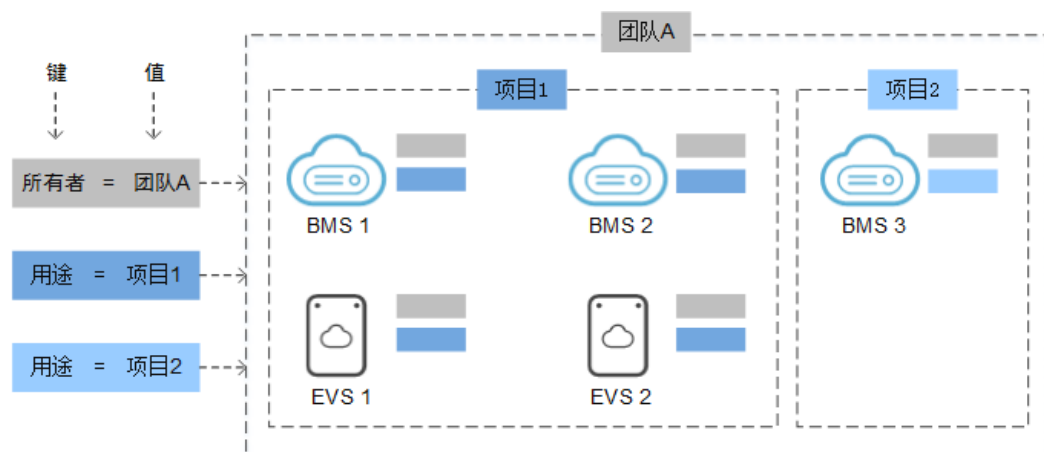 团队A
键 值
项目1
项目2
所有者 = 团队A
BMS 1
BMS 2
BMS 3
用途 = 项目1
用途 = 项目2
EVS 1
EVS 2